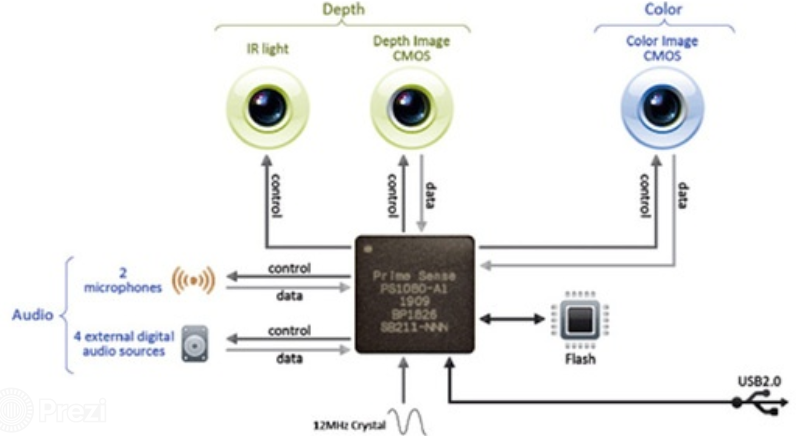 Depth
Color
IR light
Depth Image
CMOS
Color Image
CMOS
control
control
data
control
data
Audio
2
microphones
control
data
4 external digital
audio sources
control
data
Prime Sense
PS1080-A1
1909
BP1826
SB211-NNN
Flash
USB2.0
12MHz Crystal
Prezi